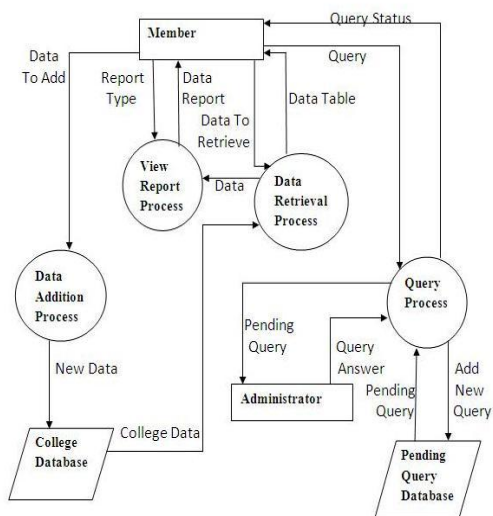 Query Status
Member
Query
Data
To Add
Report
Type
Data
Report
Data To
Retrieve
Data Table
View
Report
Process
Data
Data
Retrieval
Process
Data
Addition
Process
Query
Process
Pending
Query
Query
Answer
New Data
Administrator
Pending
Query
Add
New
Query
College Data
College
Database
Pending
Query
Database